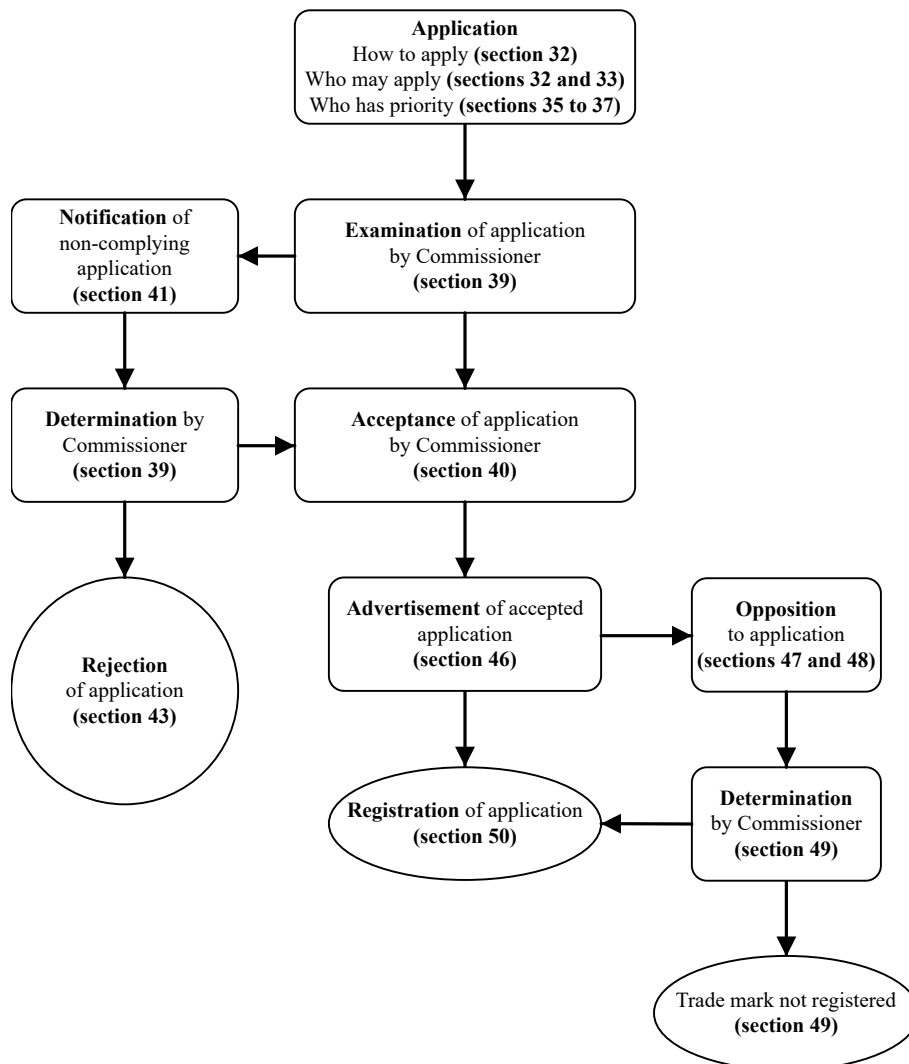 Application
How to apply (section 32)
Who may apply (sections 32 and 33)
Who has priority (sections 35 to 37)
Notification of
non-complying
application
(section 41)
Examination of application
by Commissioner
(section 39)
Determination by
Commissioner
(section 39)
Acceptance of application
by Commissioner
(section 40)
Rejection
of application
(section 43)
Advertisement of accepted
application
(section 46)
Opposition
to application
(sections 47 and 48)
Registration of application
(section 50)
Determination
by Commissioner
(section 49)
Trade mark not registered
(section 49)